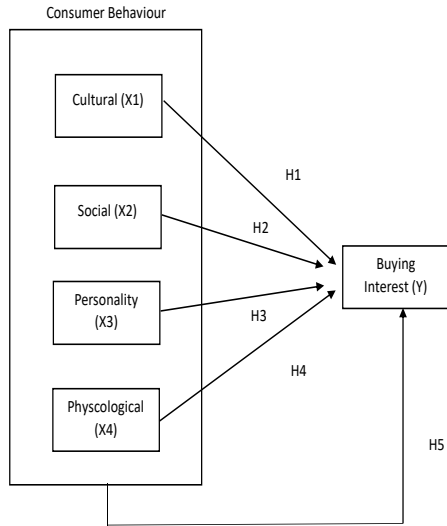 Consumer Behaviour
Cultural (X1)
H1
Social (X2)
H2
Buying
Interest (Y)
Personality
(X3)
H3
H4
Physcological
(X4)
H5